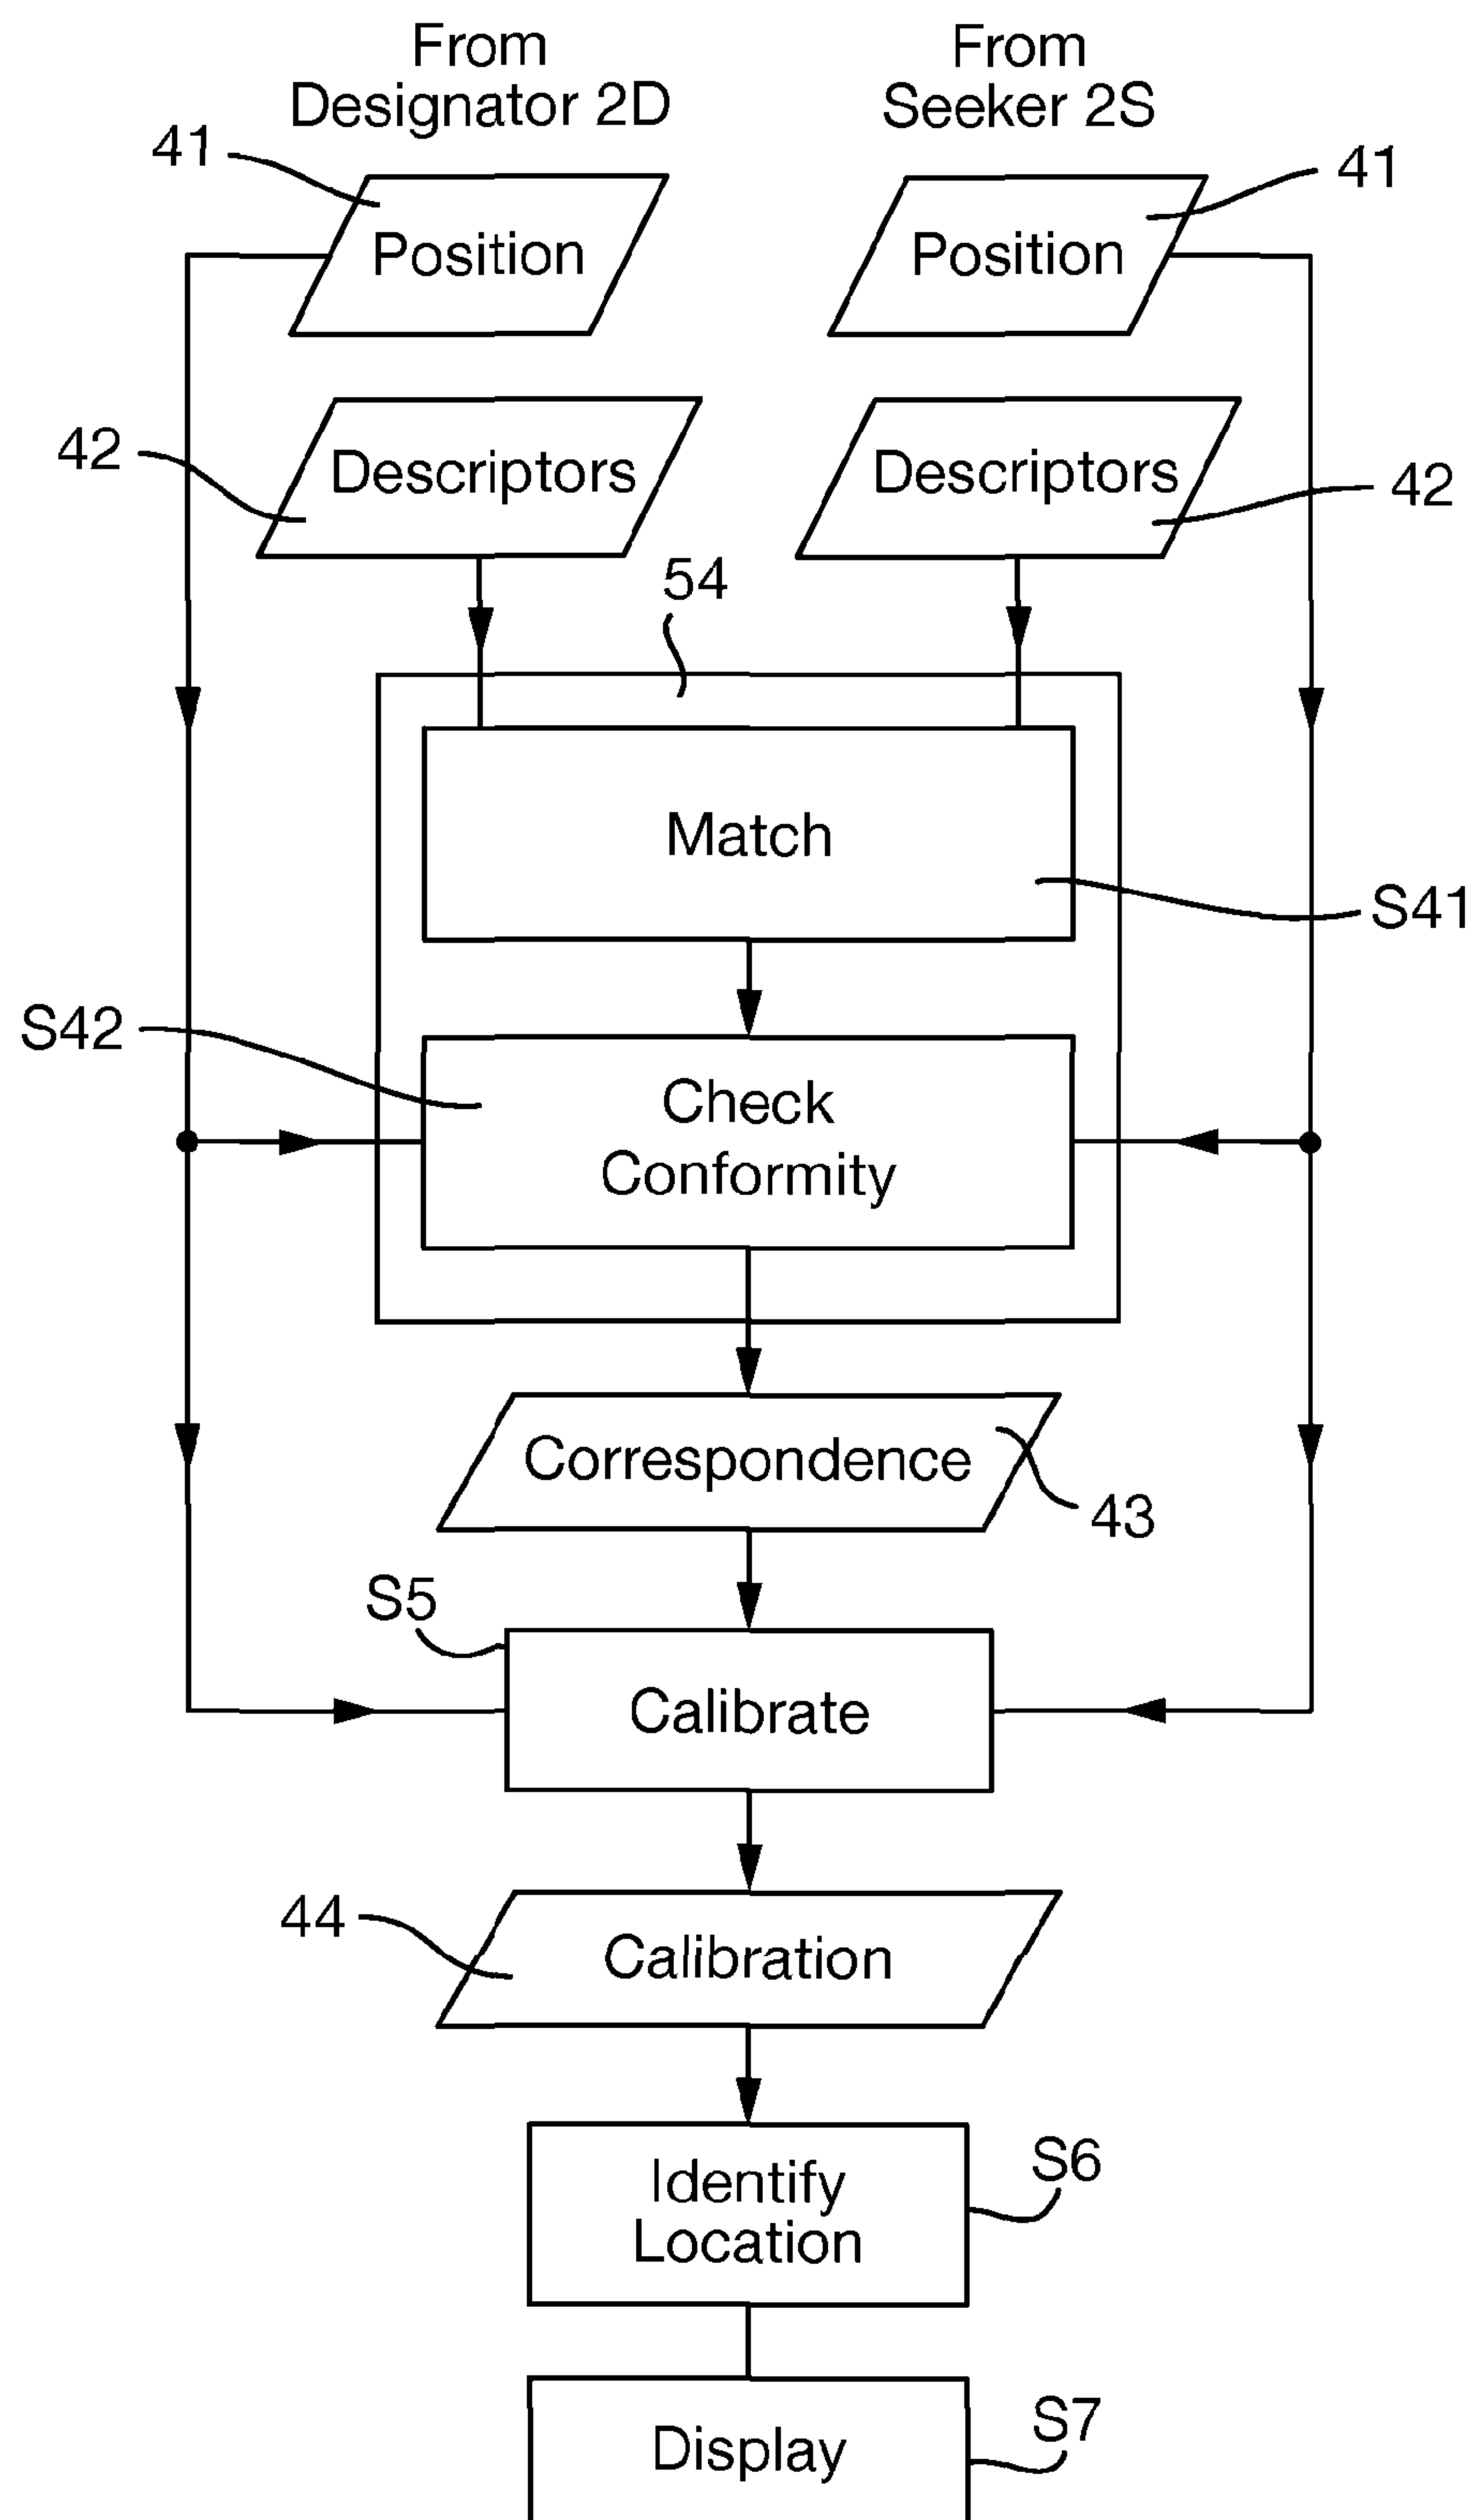 From
Designator 2D
From
Seeker 2S
41
41
Position
Position
42
Descriptors
Descriptors
42
54
Match
S41
S42
Check
Conformity
Correspondence
43
S5
Calibrate
44
Calibration
Identify
Location
S6
Display
S7